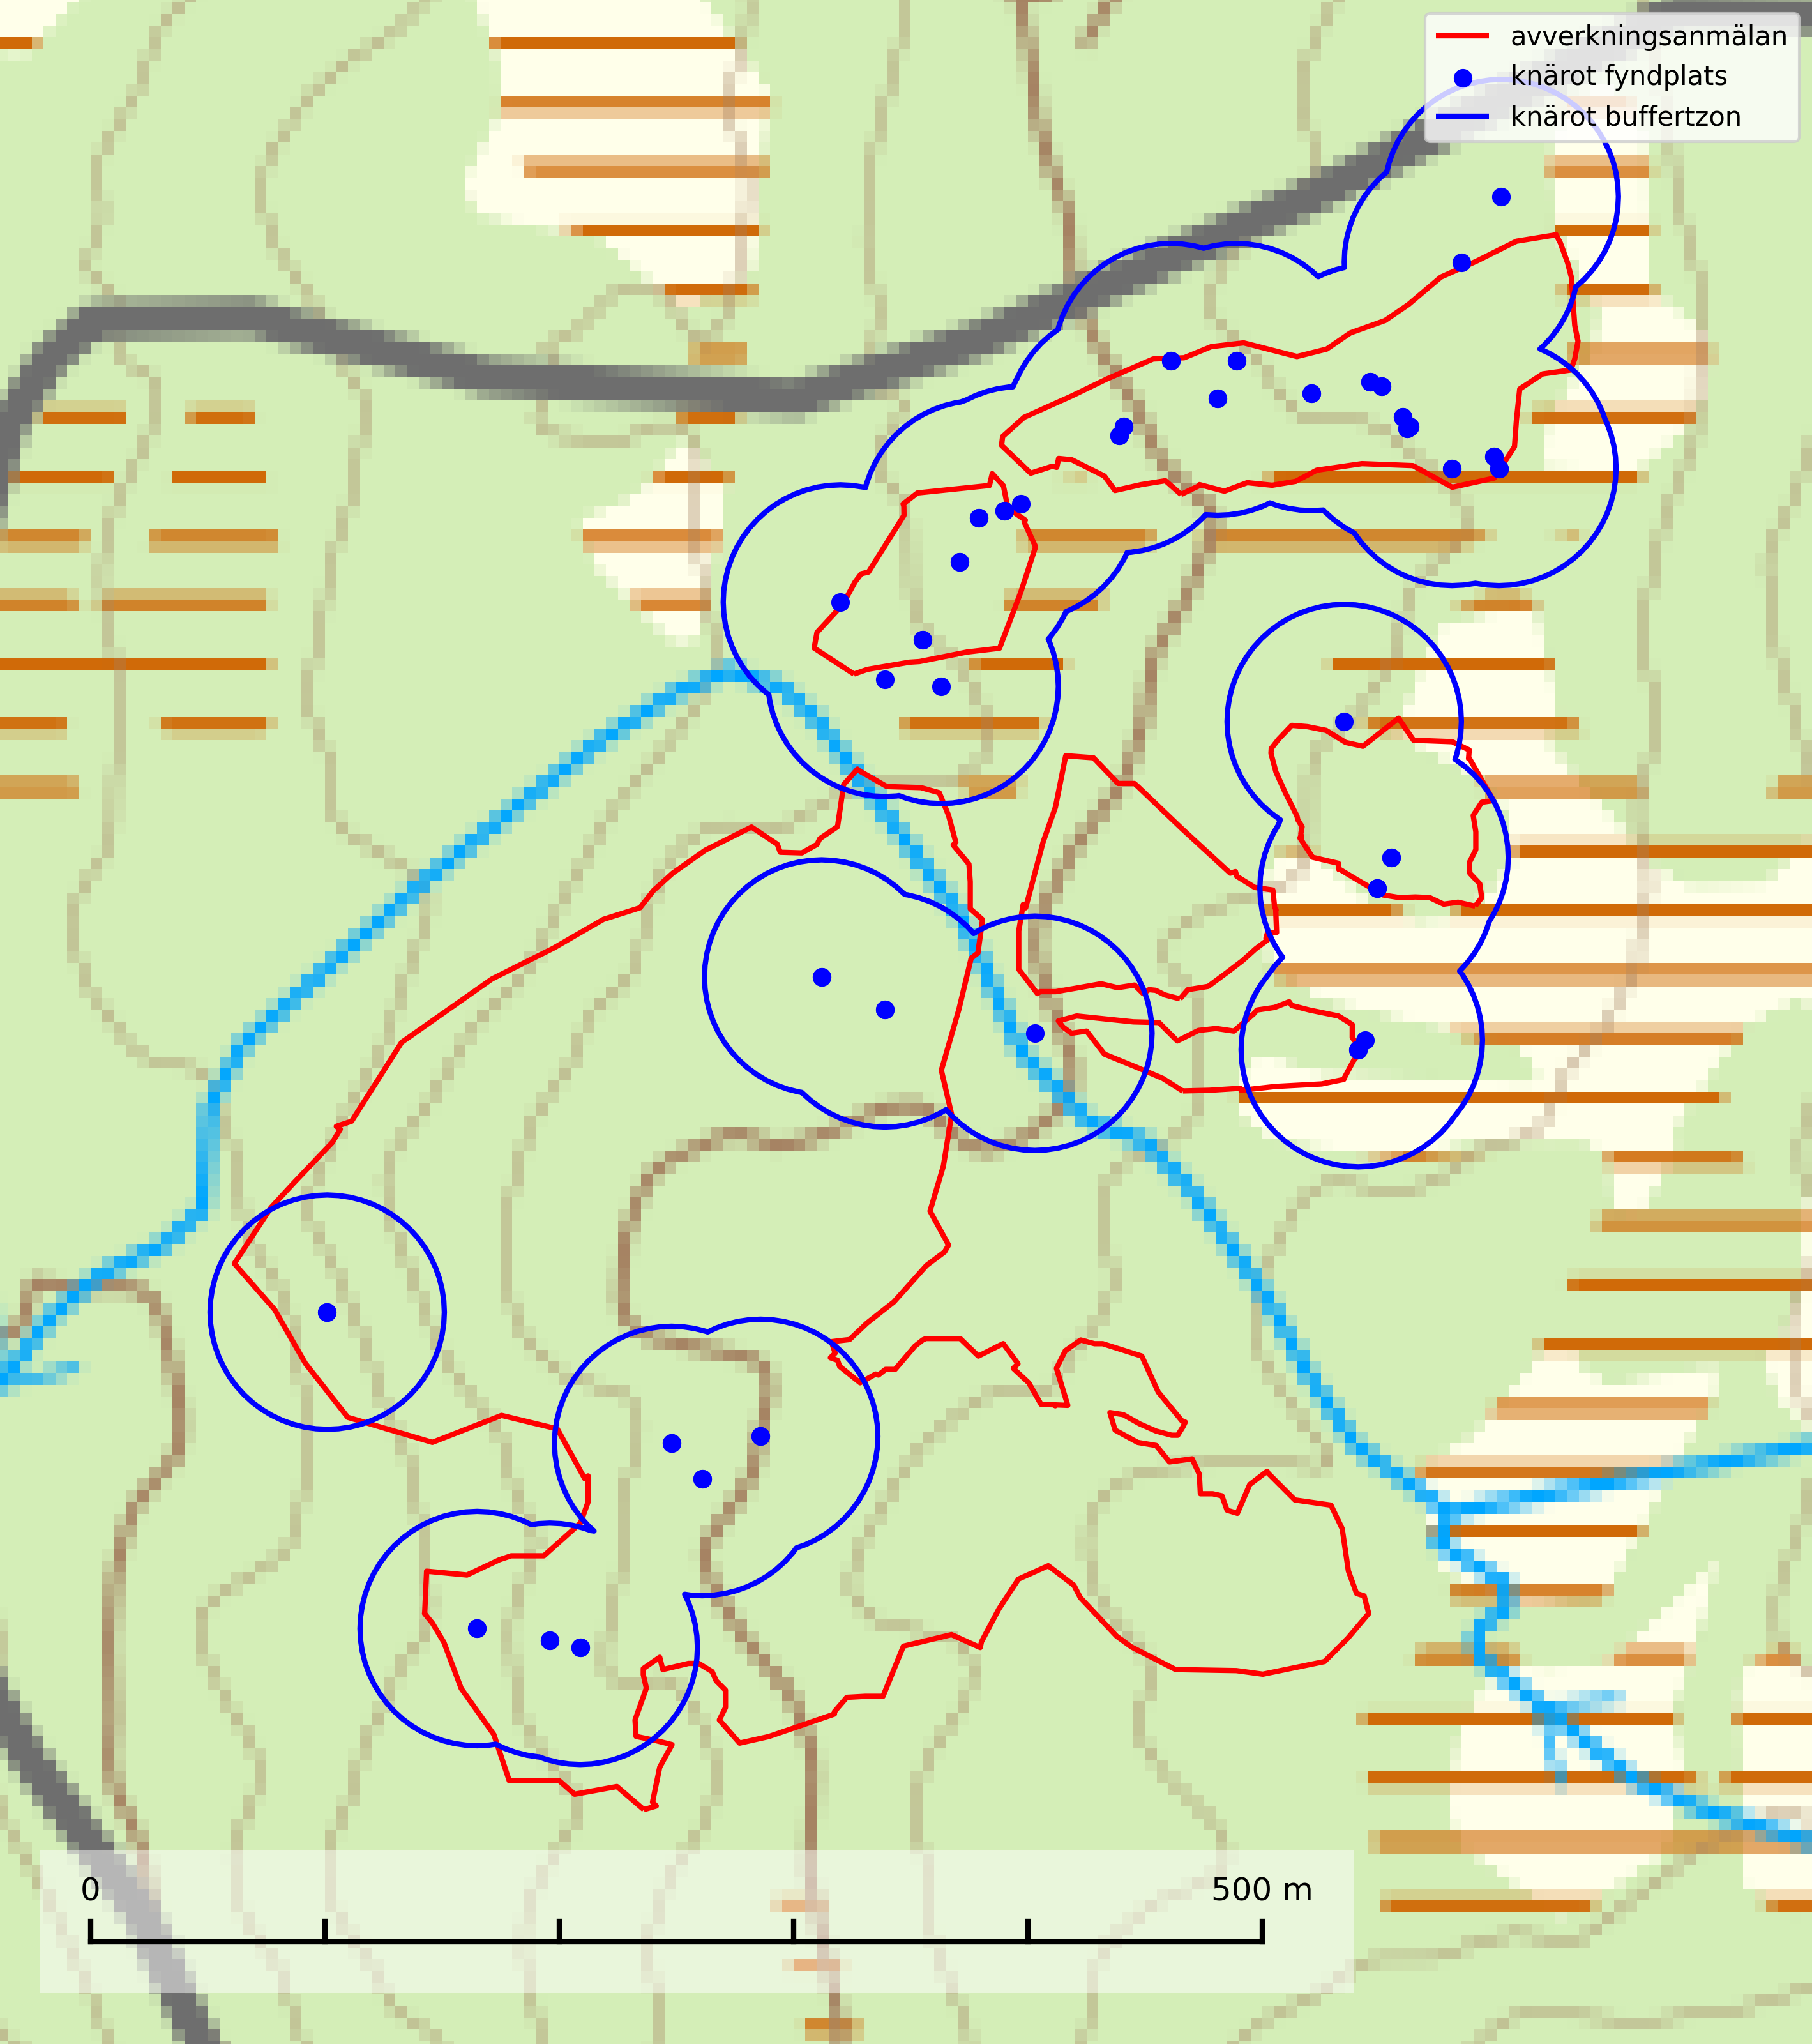 avverkningsanmälan
knärot fyndplats
knärot buffertzon
0
500 m